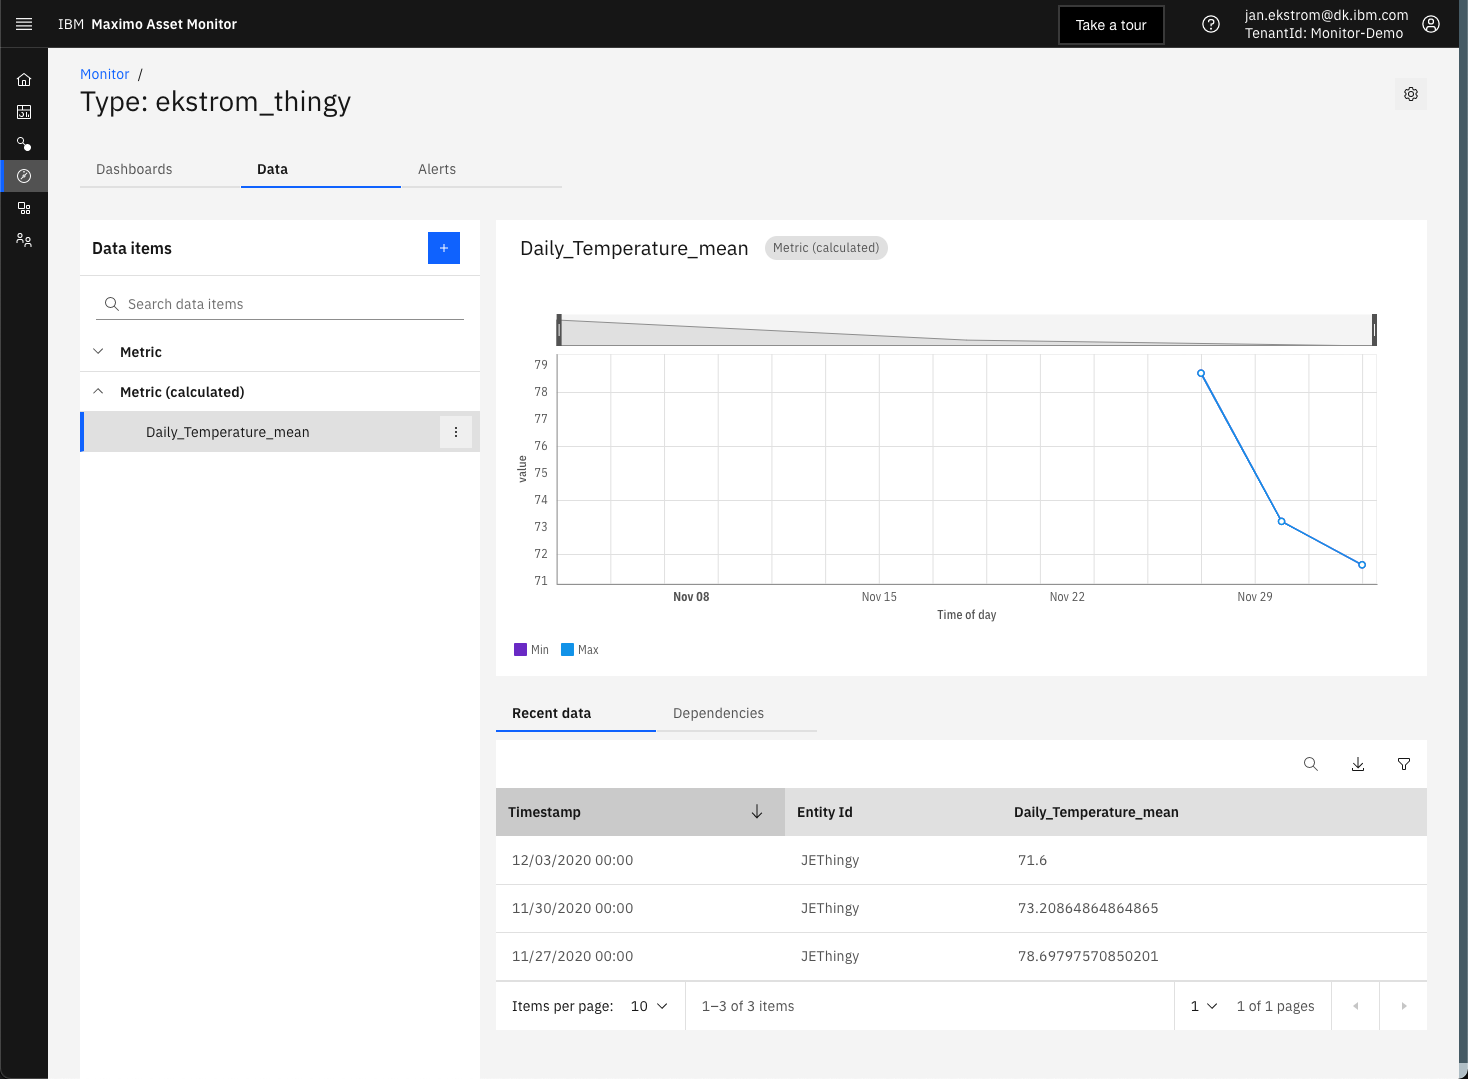 IBM Maximo Asset Monitor
Take a tour
jan.ekstrom@dk.ibm.com
TenantId: Monitor-Demo
Monitor /
Type: ekstrom_thingy
Dashboards
Data
Alerts
Data items
+
Search data items
Metric
Metric (calculated)
Daily_Temperature_mean
Daily_Temperature_mean
Metric (calculated)
79
78
77
76
75
74
73
72
71
value
Nov 08
Nov 15
Nov 22
Nov 29
Time of day
Min
Max
Recent data
Dependencies
Timestamp Entity Id Daily_Temperature_mean
12/03/2020 00:00 JEThingy 71.6
11/30/2020 00:00 JEThingy 73.20864864864865
11/27/2020 00:00 JEThingy 78.69797570850201
Items per page: 10 1–3 of 3 items 1 1 of 1 pages